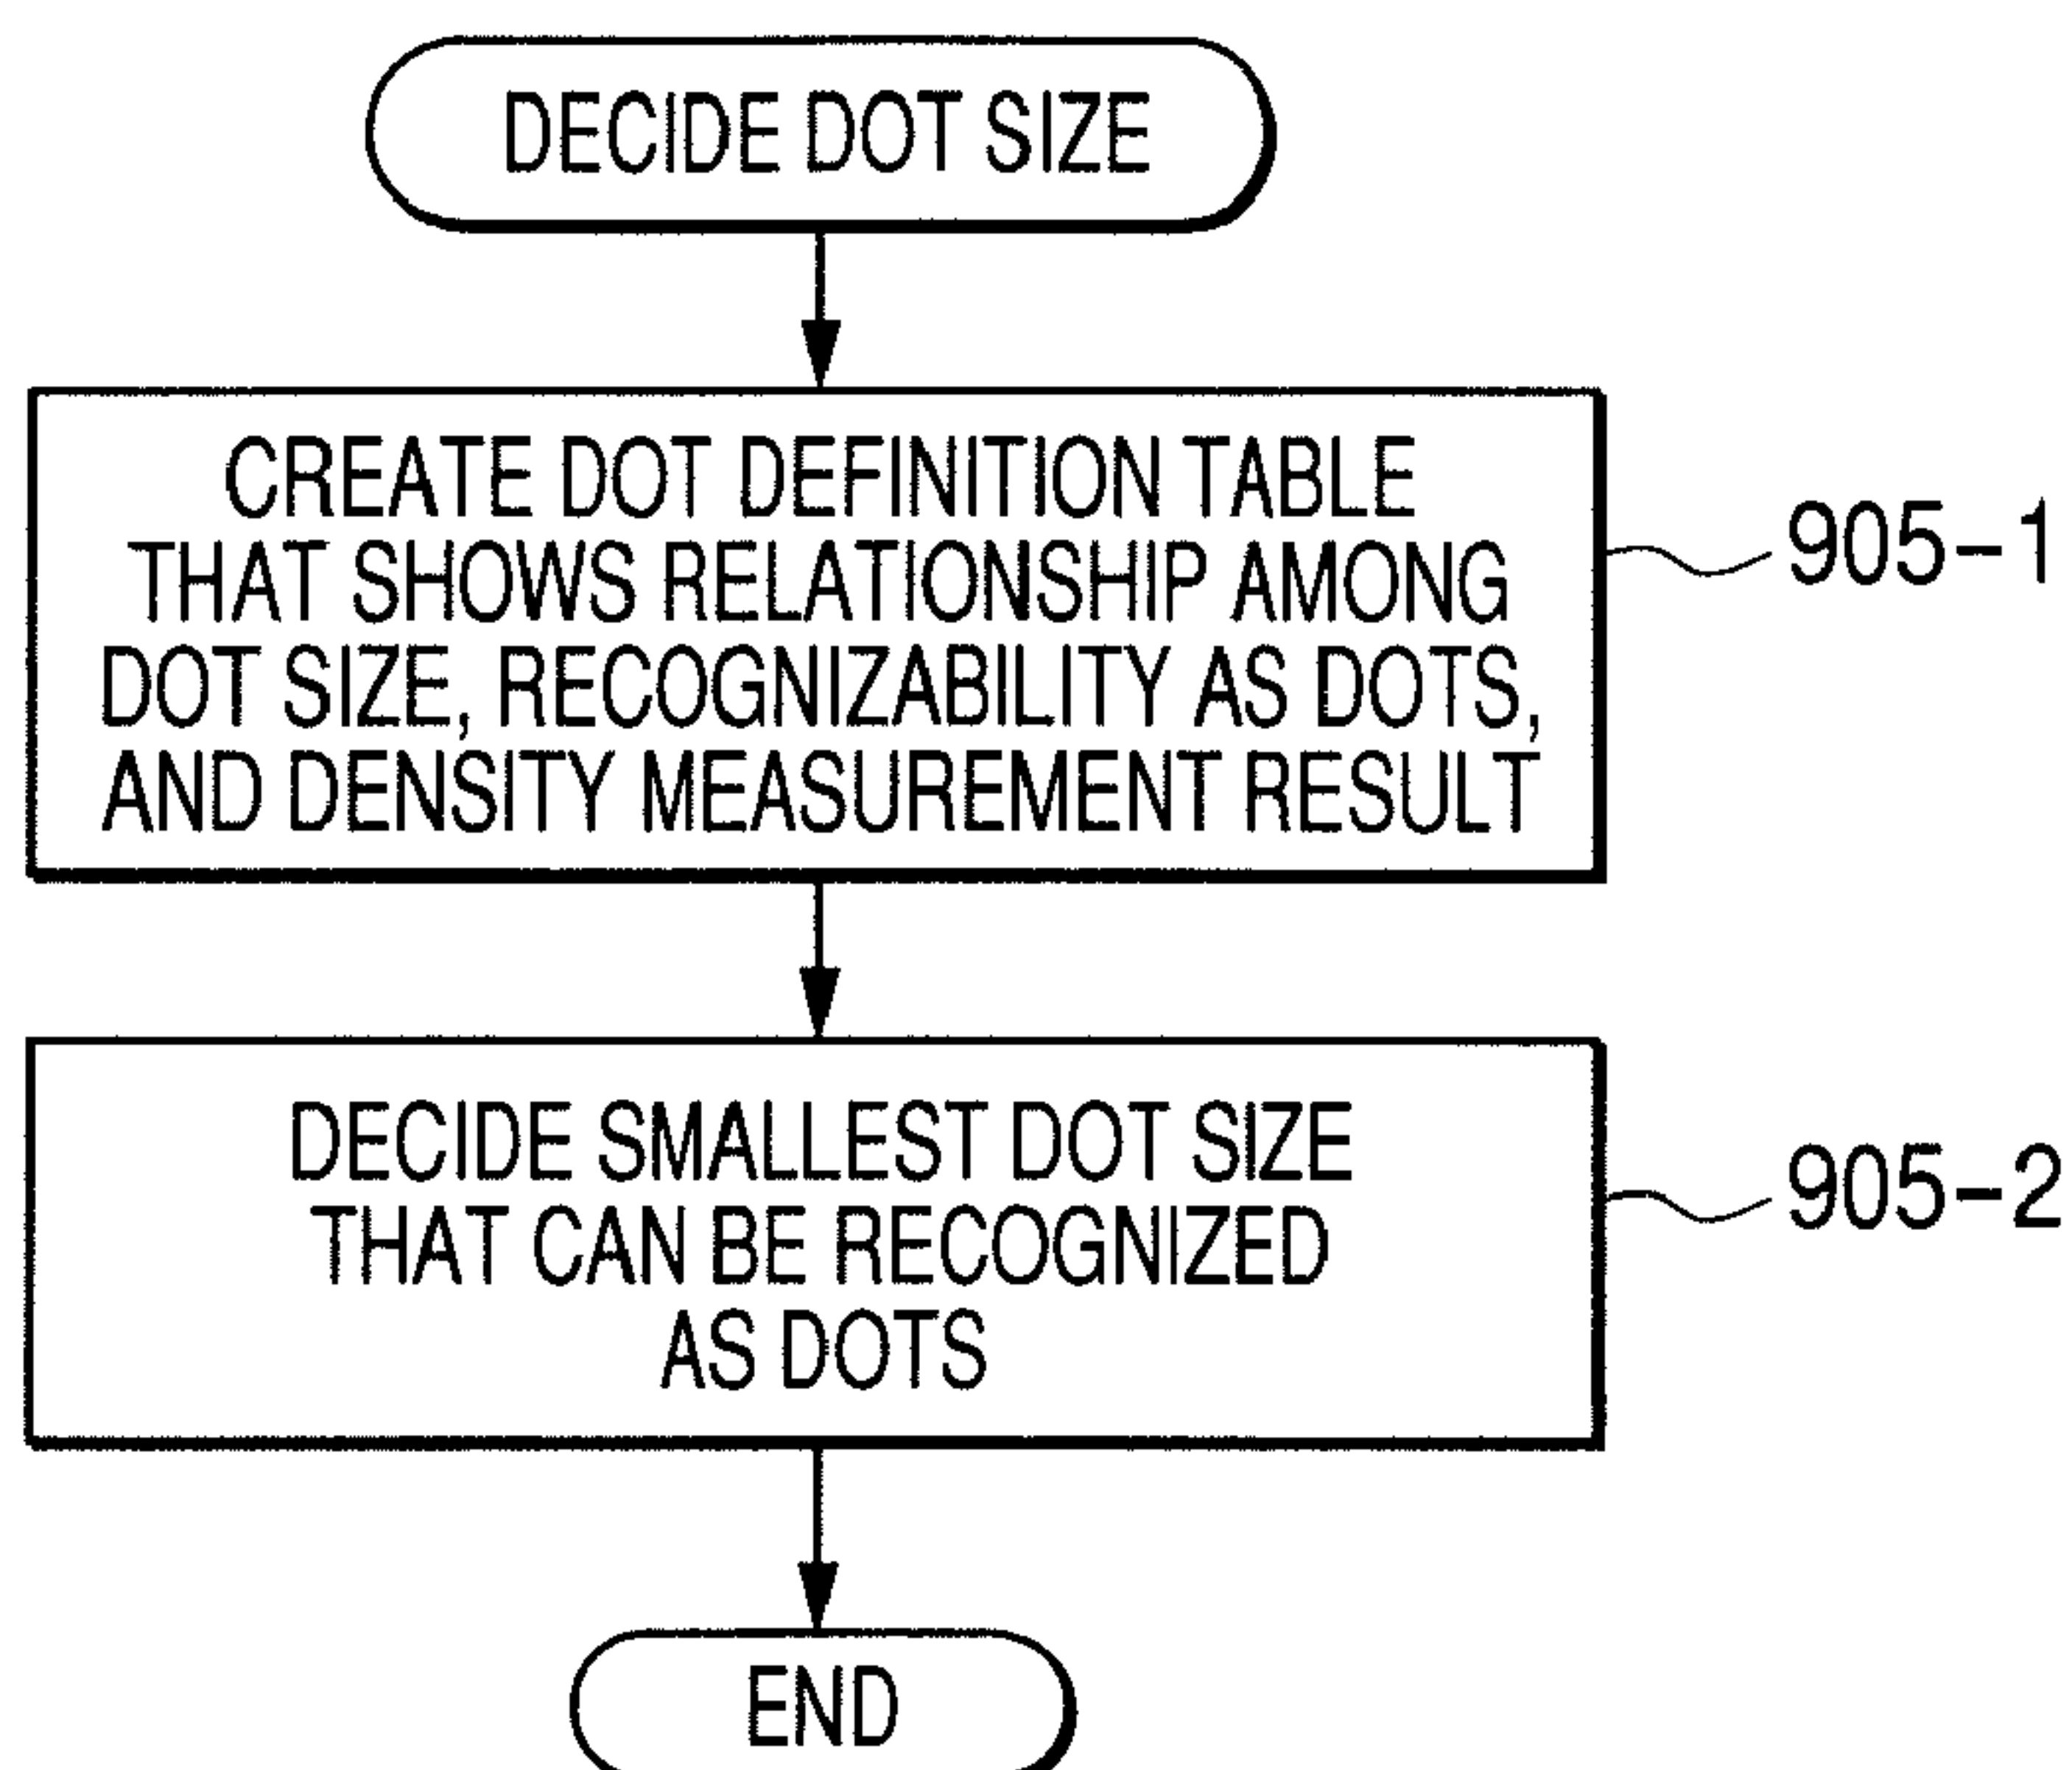 DECIDE DOT SIZE
CREATE DOT DEFINITION TABLE
THAT SHOWS RELATIONSHIP AMONG
DOT SIZE, RECOGNIZABILITY AS DOTS,
AND DENSITY MEASUREMENT RESULT
905-1
DECIDE SMALLEST DOT SIZE
THAT CAN BE RECOGNIZED
AS DOTS
905-2
END